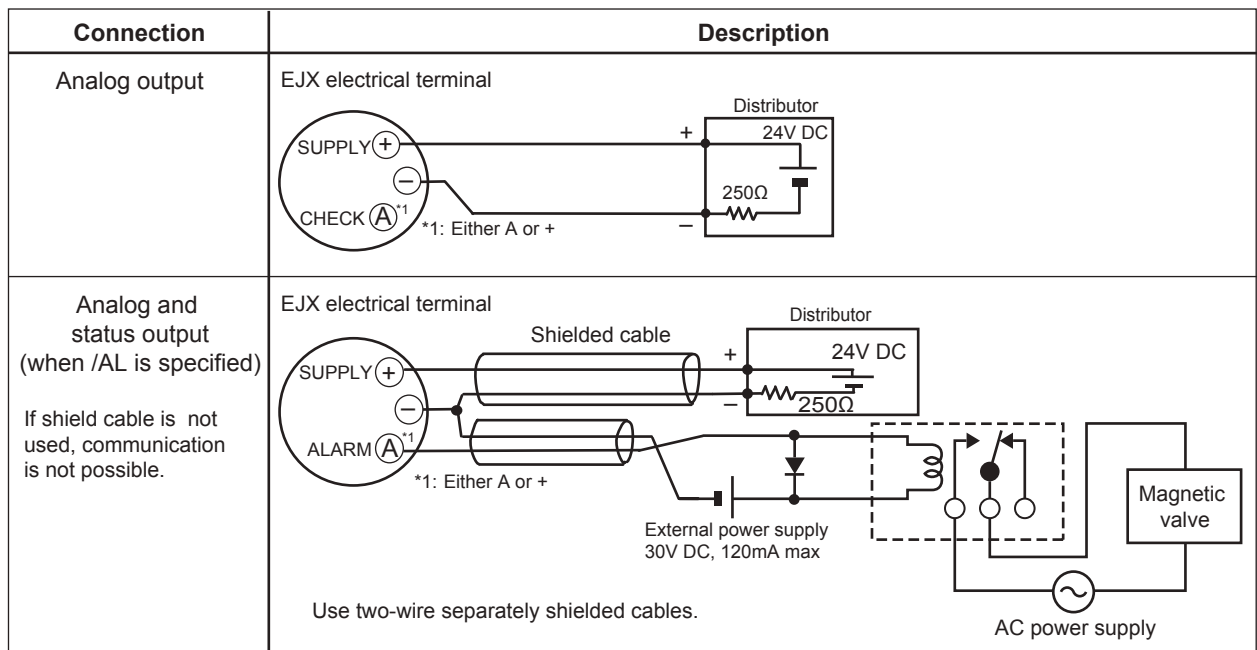 Connection
Description
Analog output
EJX electrical terminal
SUPPLY +
–
CHECK A*1
*1: Either A or +
Distributor
+
24V DC
250Ω
–
Analog and
status output
(when /AL is specified)
If shield cable is not
used, communication
is not possible.
EJX electrical terminal
Shielded cable
SUPPLY +
–
ALARM A*1
*1: Either A or +
Distributor
+
24V DC
–
250Ω
External power supply
30V DC, 120mA max
Magnetic
valve
AC power supply
Use two-wire separately shielded cables.